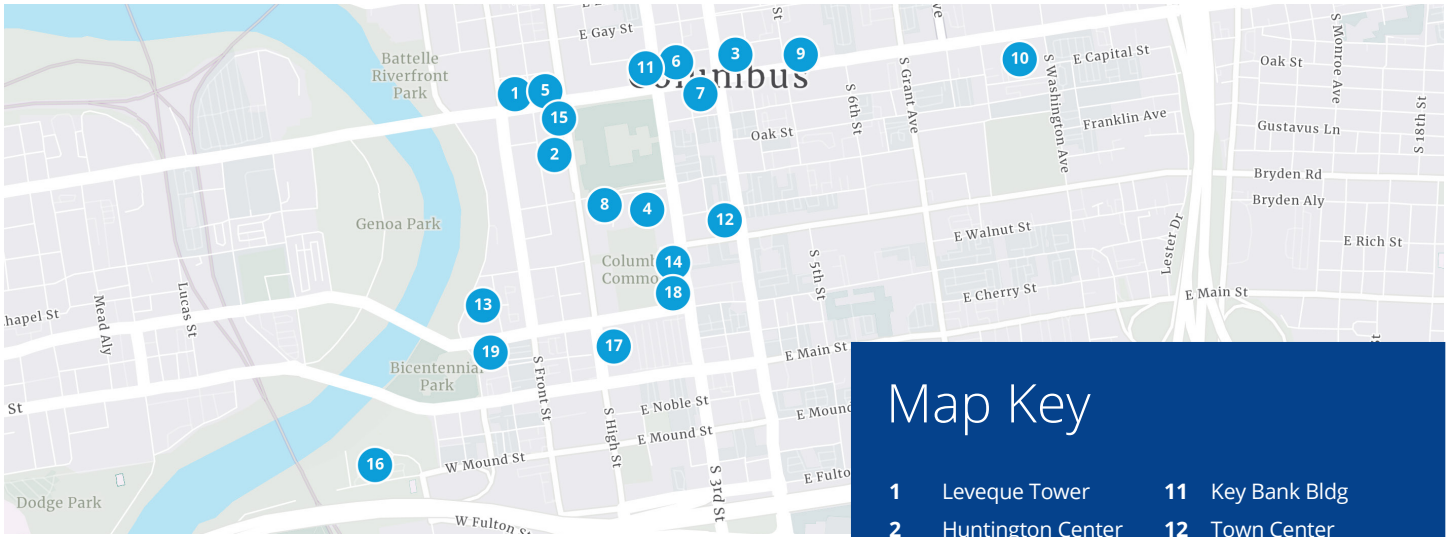 E Gay St
St
Battelle
Riverfront
Park
11
6
3
9
10
Columbus
E Capital St
Oak St
S Monroe Ave
1
5
7
15
2
Oak St
S 6th St
S Grant Ave
S Washington Ave
Franklin Ave
Gustavus Ln
S 18th St
Bryden Rd
Bryden Aly
8
4
12
Genoa Park
E Walnut St
E Rich St
Lester Dr
14
18
S 5th St
E Cherry St
E Main St
13
Lucas St
Mead Aly
19
17
Bicentennial
Park
E Main St
S Front St
S High St
E Noble St
E Mound St
16
W Mound St
S 3rd St
Dodge Park
W Fulton St
St
Map Key
1 Leveque Tower 11 Key Bank Bldg
2 Huntington Center 12 Town Center